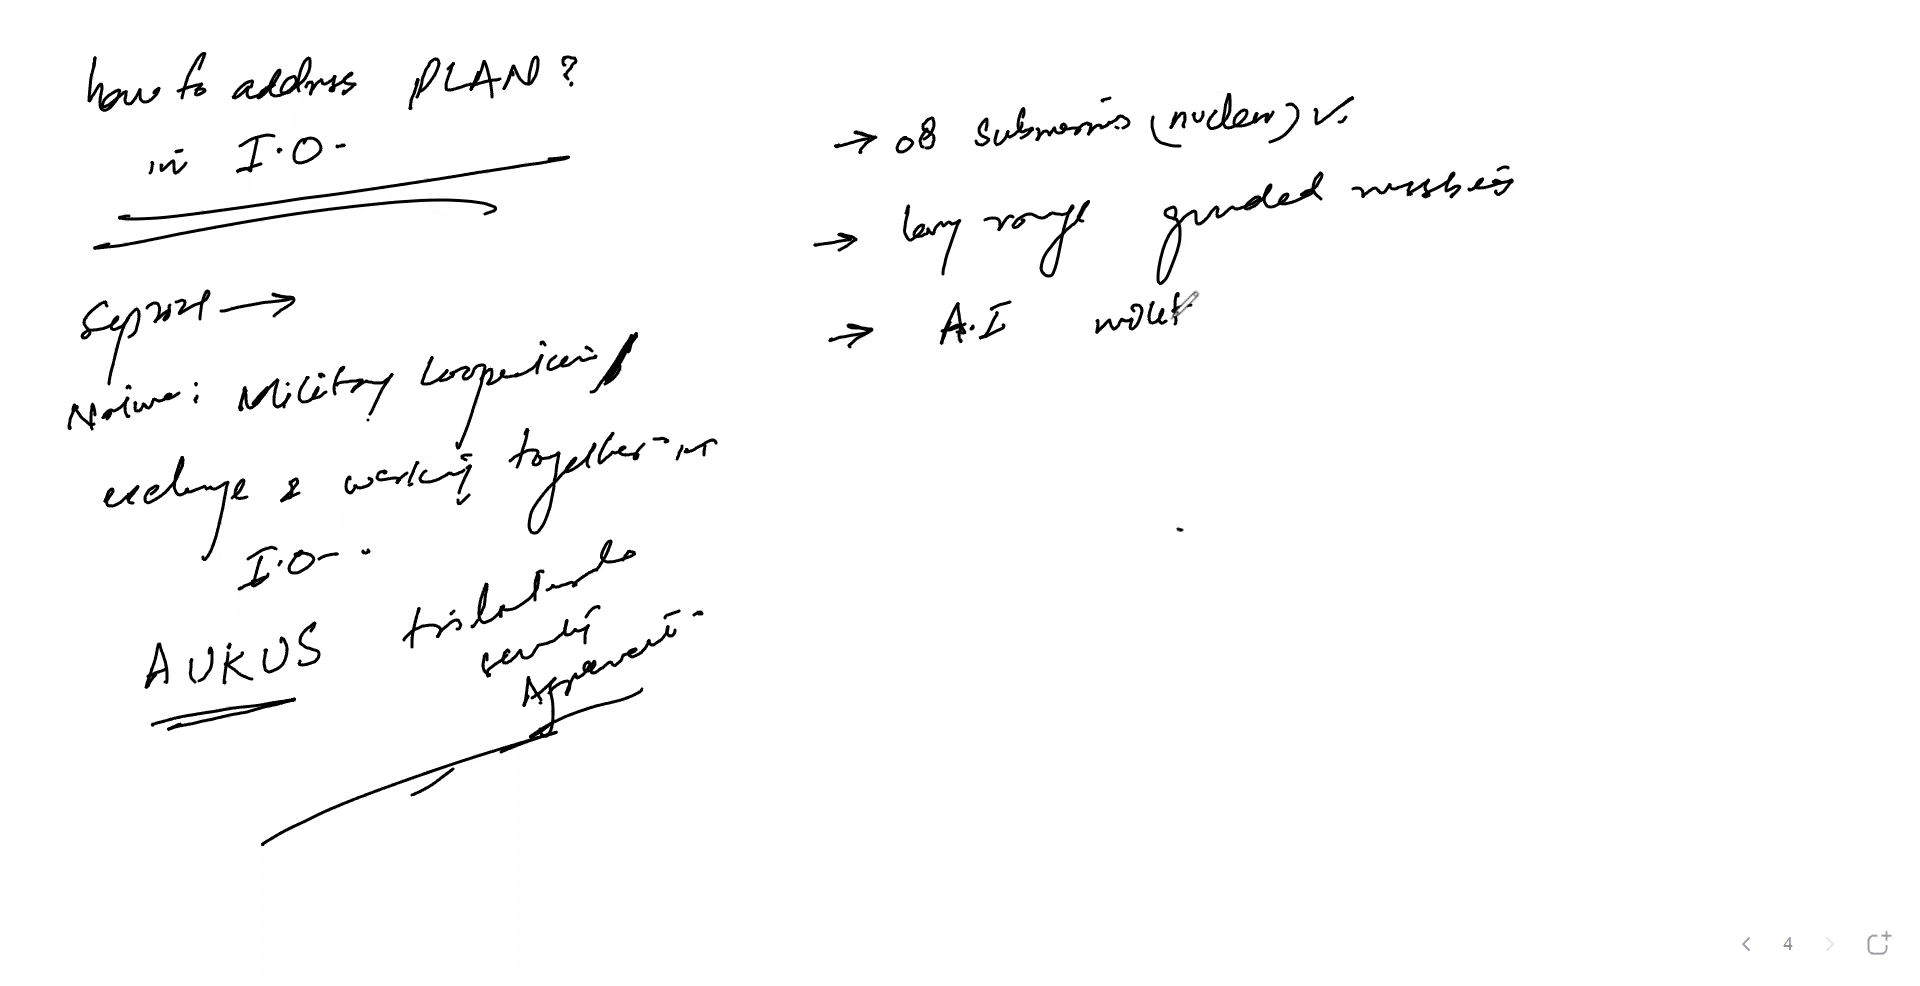 how to address PLAN?
in I.O.
Sep 2021 →
Nature: Military Cooperation,
exchange & working together in
I.O.
AUKUS trilateral
security
Agreement.
→ 08 Submarines (nuclear) ✓.
→ long range guided missiles
→ A.I
4